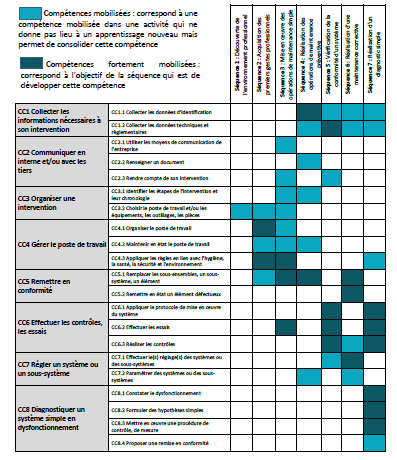 Compétences mobilisées : correspond à une
compétence mobilisée dans une activité qui ne
donne pas lieu à un apprentissage nouveau mais
permet de consolider cette compétence
Compétences fortement mobilisées :
correspond à l'objectif de la séquence qui est
de développer cette compétence
Séquence 1 : Découverte de
l'environnement professionnel
Séquence 2 : Acquisition des
premiers gestes professionnels
Séquence 3 : Mise en œuvre des
opérations de maintenance simple
Séquence 4 : Réalisation des
opérations de maintenance
préventive
Séquence 5 : Vérification de la
conformité d'un système
Séquence 6 : Réalisation d'une
maintenance corrective
Séquence 7 : Réalisation d'un
diagnostic simple
CC1 Collecter les
informations nécessaires à
son intervention
CC1.1 Collecter les données d'identification
CC1.2 Collecter les données techniques et
réglementaires
CC2 Communiquer en
interne et/ou avec les
tiers
CC2.1 Utiliser les moyens de communication de
l'entreprise
CC2.2 Renseigner un document
CC2.3 Rendre compte de son intervention
CC3 Organiser une
intervention
CC3.1 Identifier les étapes de l'intervention et
leur chronologie
CC3.2 Choisir le poste de travail et/ou les
équipements, les outillages, les pièces
CC4 Gérer le poste de travail
CC4.1 Organiser le poste de travail
CC4.2 Maintenir en état le poste de travail
CC4.3 Appliquer les règles en lien avec l'hygiène,
la santé, la sécurité et l'environnement
CC5 Remettre en
conformité
CC5.1 Remplacer les sous-ensembles, un sous-
système, un élément
CC5.2 Remettre en état un élément défectueux
CC6 Effectuer les contrôles,
les essais
CC6.1 Appliquer le protocole de mise en œuvre
du système
CC6.2 Effectuer les essais
CC6.3 Réaliser les contrôles
CC7 Régler un système ou
un sous-système
CC7.1 Effectuer le(s) réglage(s) des systèmes ou
des sous-systèmes
CC7.2 Paramétrer des systèmes ou des sous-
systèmes
CC8 Diagnostiquer un
système simple en
dysfonctionnement
CC8.1 Constater le dysfonctionnement
CC8.2 Formuler des hypothèses simples
CC8.3 Mettre en œuvre une procédure de
contrôle, de mesure
CC8.4 Proposer une remise en conformité